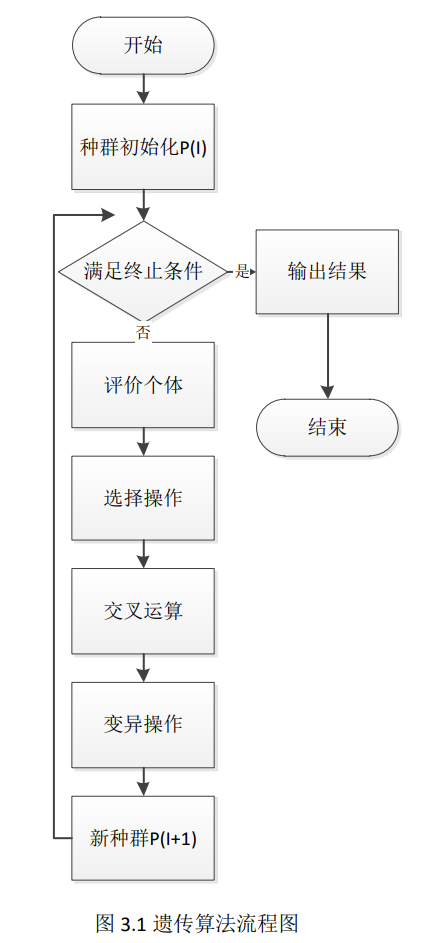 开始
种群初始化P(I)
满足终止条件
是
输出结果
否
评价个体
结束
选择操作
交叉运算
变异操作
新种群P(I+1)
图 3.1 遗传算法流程图